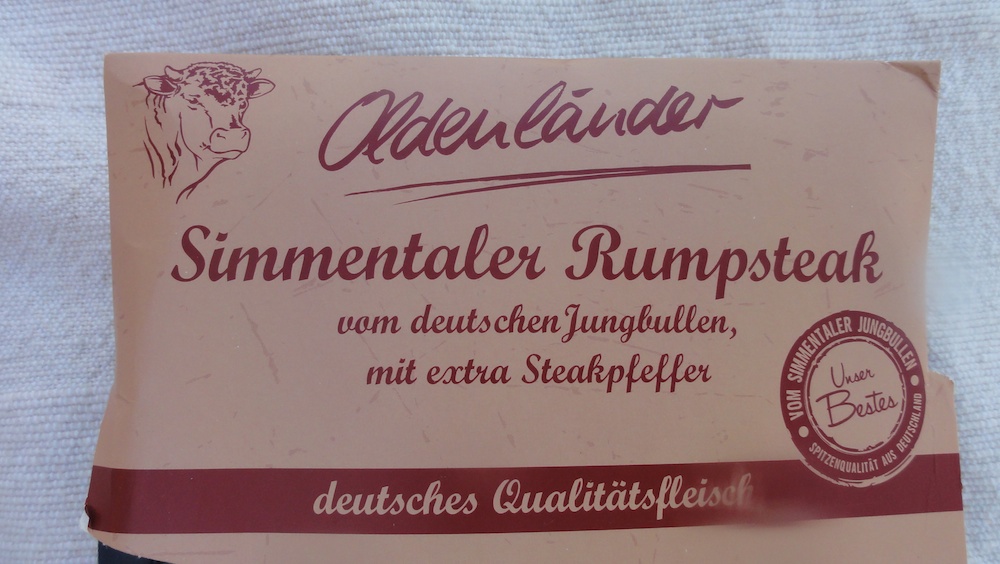 Oldenländer
Simmentaler Rumpsteak
vom deutschen Jungbullen,
mit extra Steakpfeffer
VOM SIMMENTALER JUNGBULLEN
Unser
Bestes
SPITZENQUALITÄT AUS DEUTSCHLAND
deutsches Qualitätsfleisch